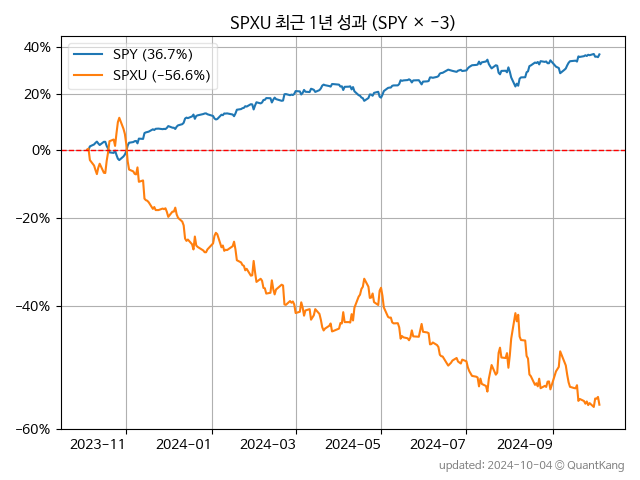 SPXU 최근 1년 성과 (SPY × −3)
SPY (36.7%)
SPXU (−56.6%)
40%
20%
0%
−20%
−40%
−60%
2023-11 2024-01 2024-03 2024-05 2024-07 2024-09
updated: 2024-10-04 © QuantKang